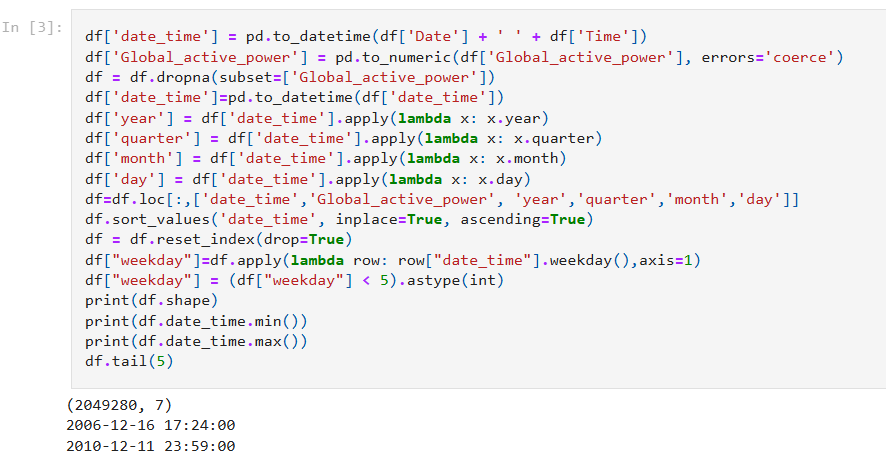 In [3]:
df['date_time'] = pd.to_datetime(df['Date'] + ' ' + df['Time'])
df['Global_active_power'] = pd.to_numeric(df['Global_active_power'], errors='coerce')
df = df.dropna(subset=['Global_active_power'])
df['date_time']=pd.to_datetime(df['date_time'])
df['year'] = df['date_time'].apply(lambda x: x.year)
df['quarter'] = df['date_time'].apply(lambda x: x.quarter)
df['month'] = df['date_time'].apply(lambda x: x.month)
df['day'] = df['date_time'].apply(lambda x: x.day)
df=df.loc[:,['date_time','Global_active_power', 'year','quarter','month','day']]
df.sort_values('date_time', inplace=True, ascending=True)
df = df.reset_index(drop=True)
df["weekday"]=df.apply(lambda row: row["date_time"].weekday(),axis=1)
df["weekday"] = (df["weekday"] < 5).astype(int)
print(df.shape)
print(df.date_time.min())
print(df.date_time.max())
df.tail(5)
(2049280, 7)
2006-12-16 17:24:00
2010-12-11 23:59:00